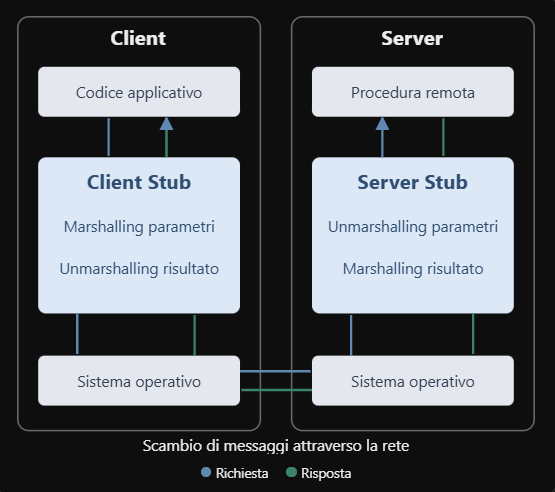 Client
Codice applicativo
Client Stub
Marshalling parametri
Unmarshalling risultato
Sistema operativo
Server
Procedura remota
Server Stub
Unmarshalling parametri
Marshalling risultato
Sistema operativo
Scambio di messaggi attraverso la rete
Richiesta
Risposta